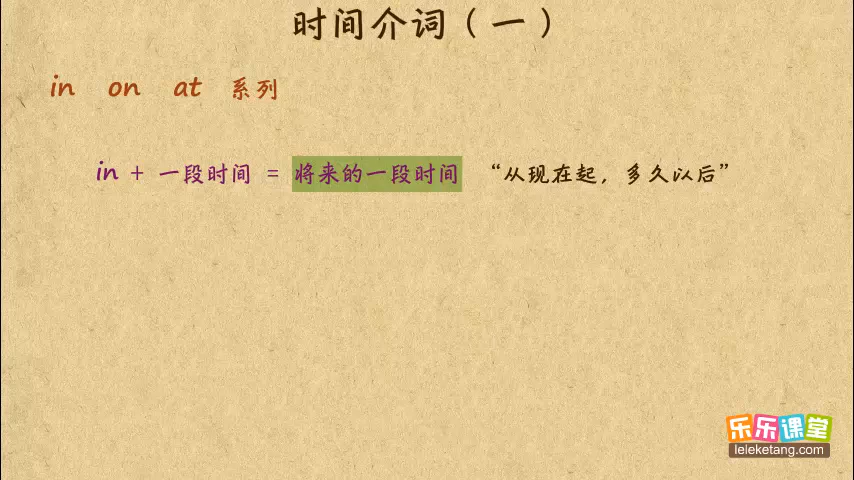 时间介词（一）
in on at 系列
in + 一段时间 = 将来的一段时间 “从现在起，多久以后”
乐乐课堂
leleketang.com